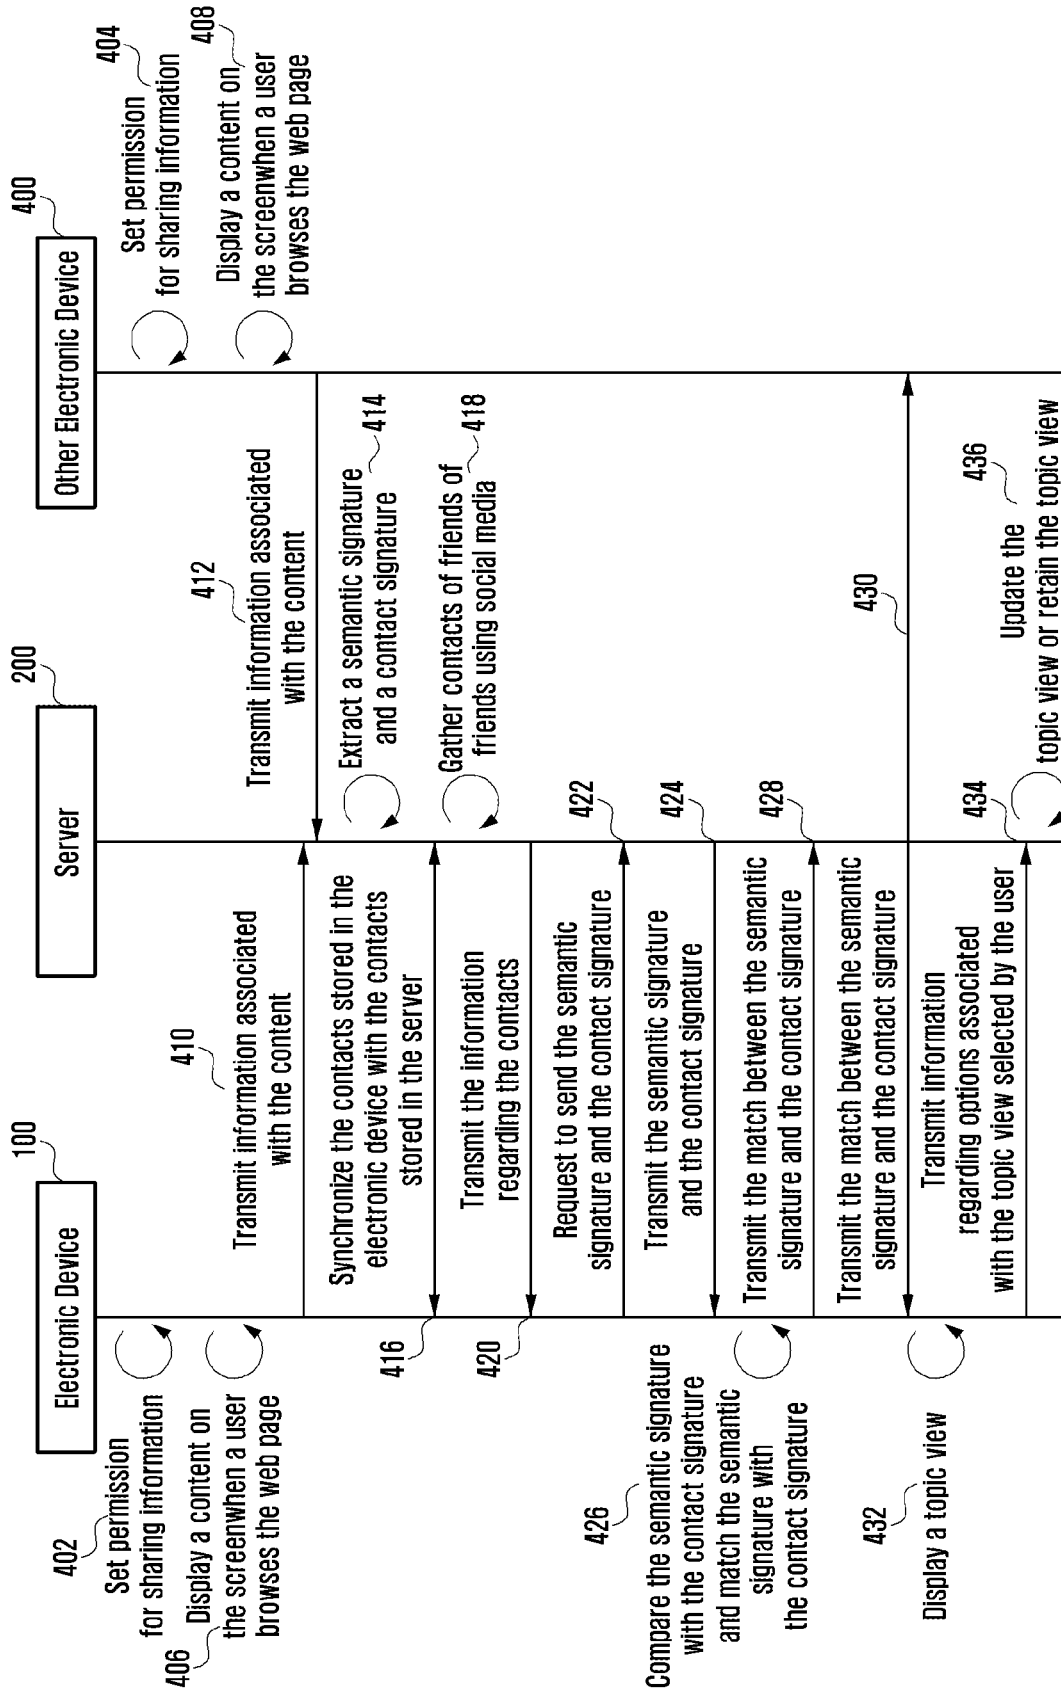 Electronic Device
100
Server
200
Other Electronic Device
400
402
Set permission
for sharing information
Set permission
for sharing information
404
406
Display a content on
the screenwhen a user
browses the web page
Display a content on
the screenwhen a user
browses the web page
408
410
Transmit information associated
with the content
412
Transmit information associated
with the content
Extract a semantic signature
and a contact signature
414
Synchronize the contacts stored in the
electronic device with the contacts
stored in the server
416
Gather contacts of friends of
friends using social media
418
Transmit the information
regarding the contacts
420
Request to send the semantic
signature and the contact signature
422
Transmit the semantic signature
and the contact signature
424
426
Compare the semantic signature
with the contact signature
and match the semantic
signature with
the contact signature
Transmit the match between the semantic
signature and the contact signature
428
Transmit the match between the semantic
signature and the contact signature
430
432
Display a topic view
Transmit information
regarding options associated
with the topic view selected by the user
434
436
Update the
topic view or retain the topic view